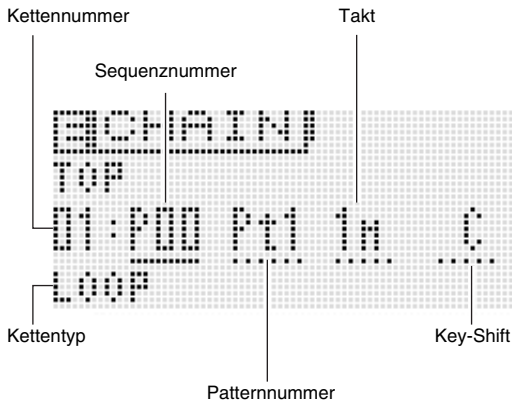 Kettennummer
Takt
Sequenznummer
E CHAIN
TOP
01:P00 Pt1 1m C
LOOP
Kettentyp
Key-Shift
Patternnummer